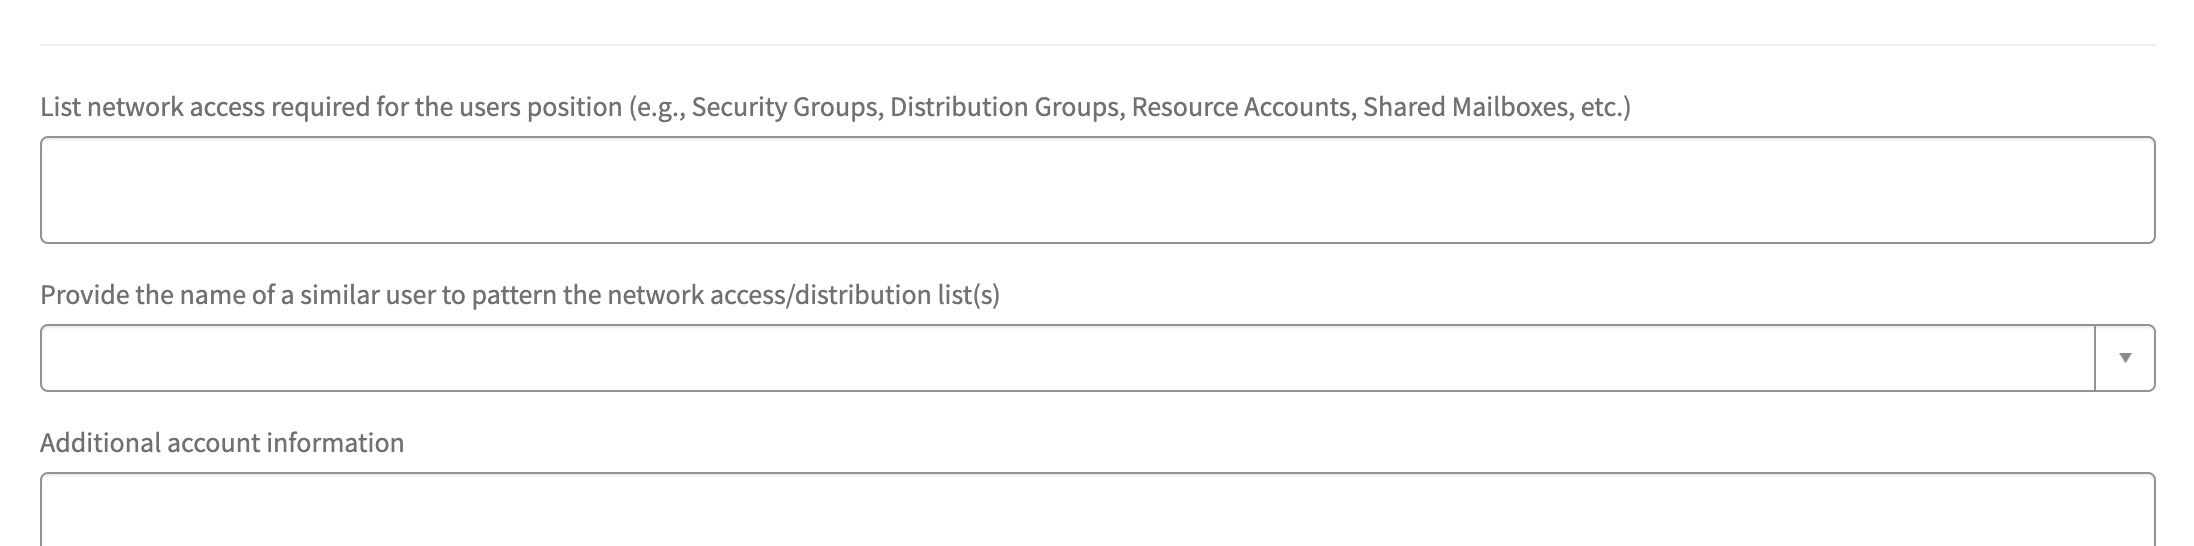 List network access required for the users position (e.g., Security Groups, Distribution Groups, Resource Accounts, Shared Mailboxes, etc.)
Provide the name of a similar user to pattern the network access/distribution list(s)
Additional account information